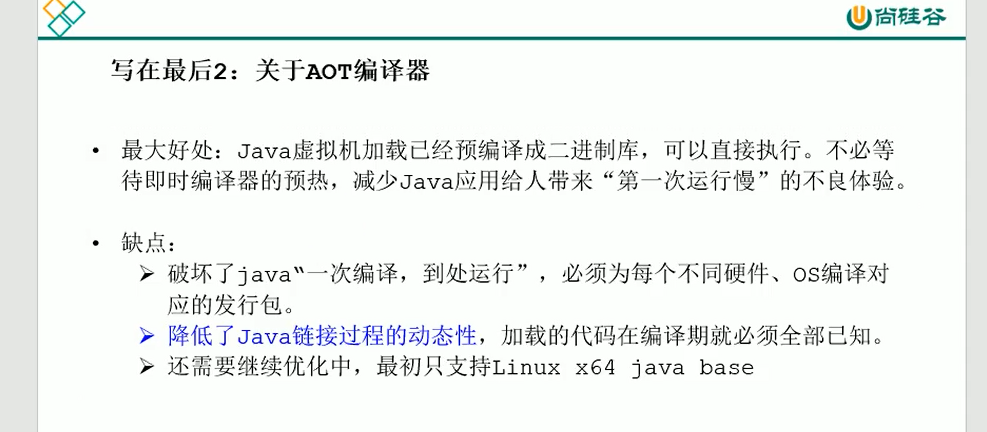 尚硅谷
写在最后2：关于AOT编译器
• 最大好处：Java虚拟机加载已经预编译成二进制库，可以直接执行。不必等
待即时编译器的预热，减少Java应用给人带来“第一次运行慢”的不良体验。
• 缺点：
➢ 破坏了java“一次编译，到处运行”，必须为每个不同硬件、OS编译对
应的发行包。
➢ 降低了Java链接过程的动态性，加载的代码在编译期就必须全部已知。
➢ 还需要继续优化中，最初只支持Linux x64 java base